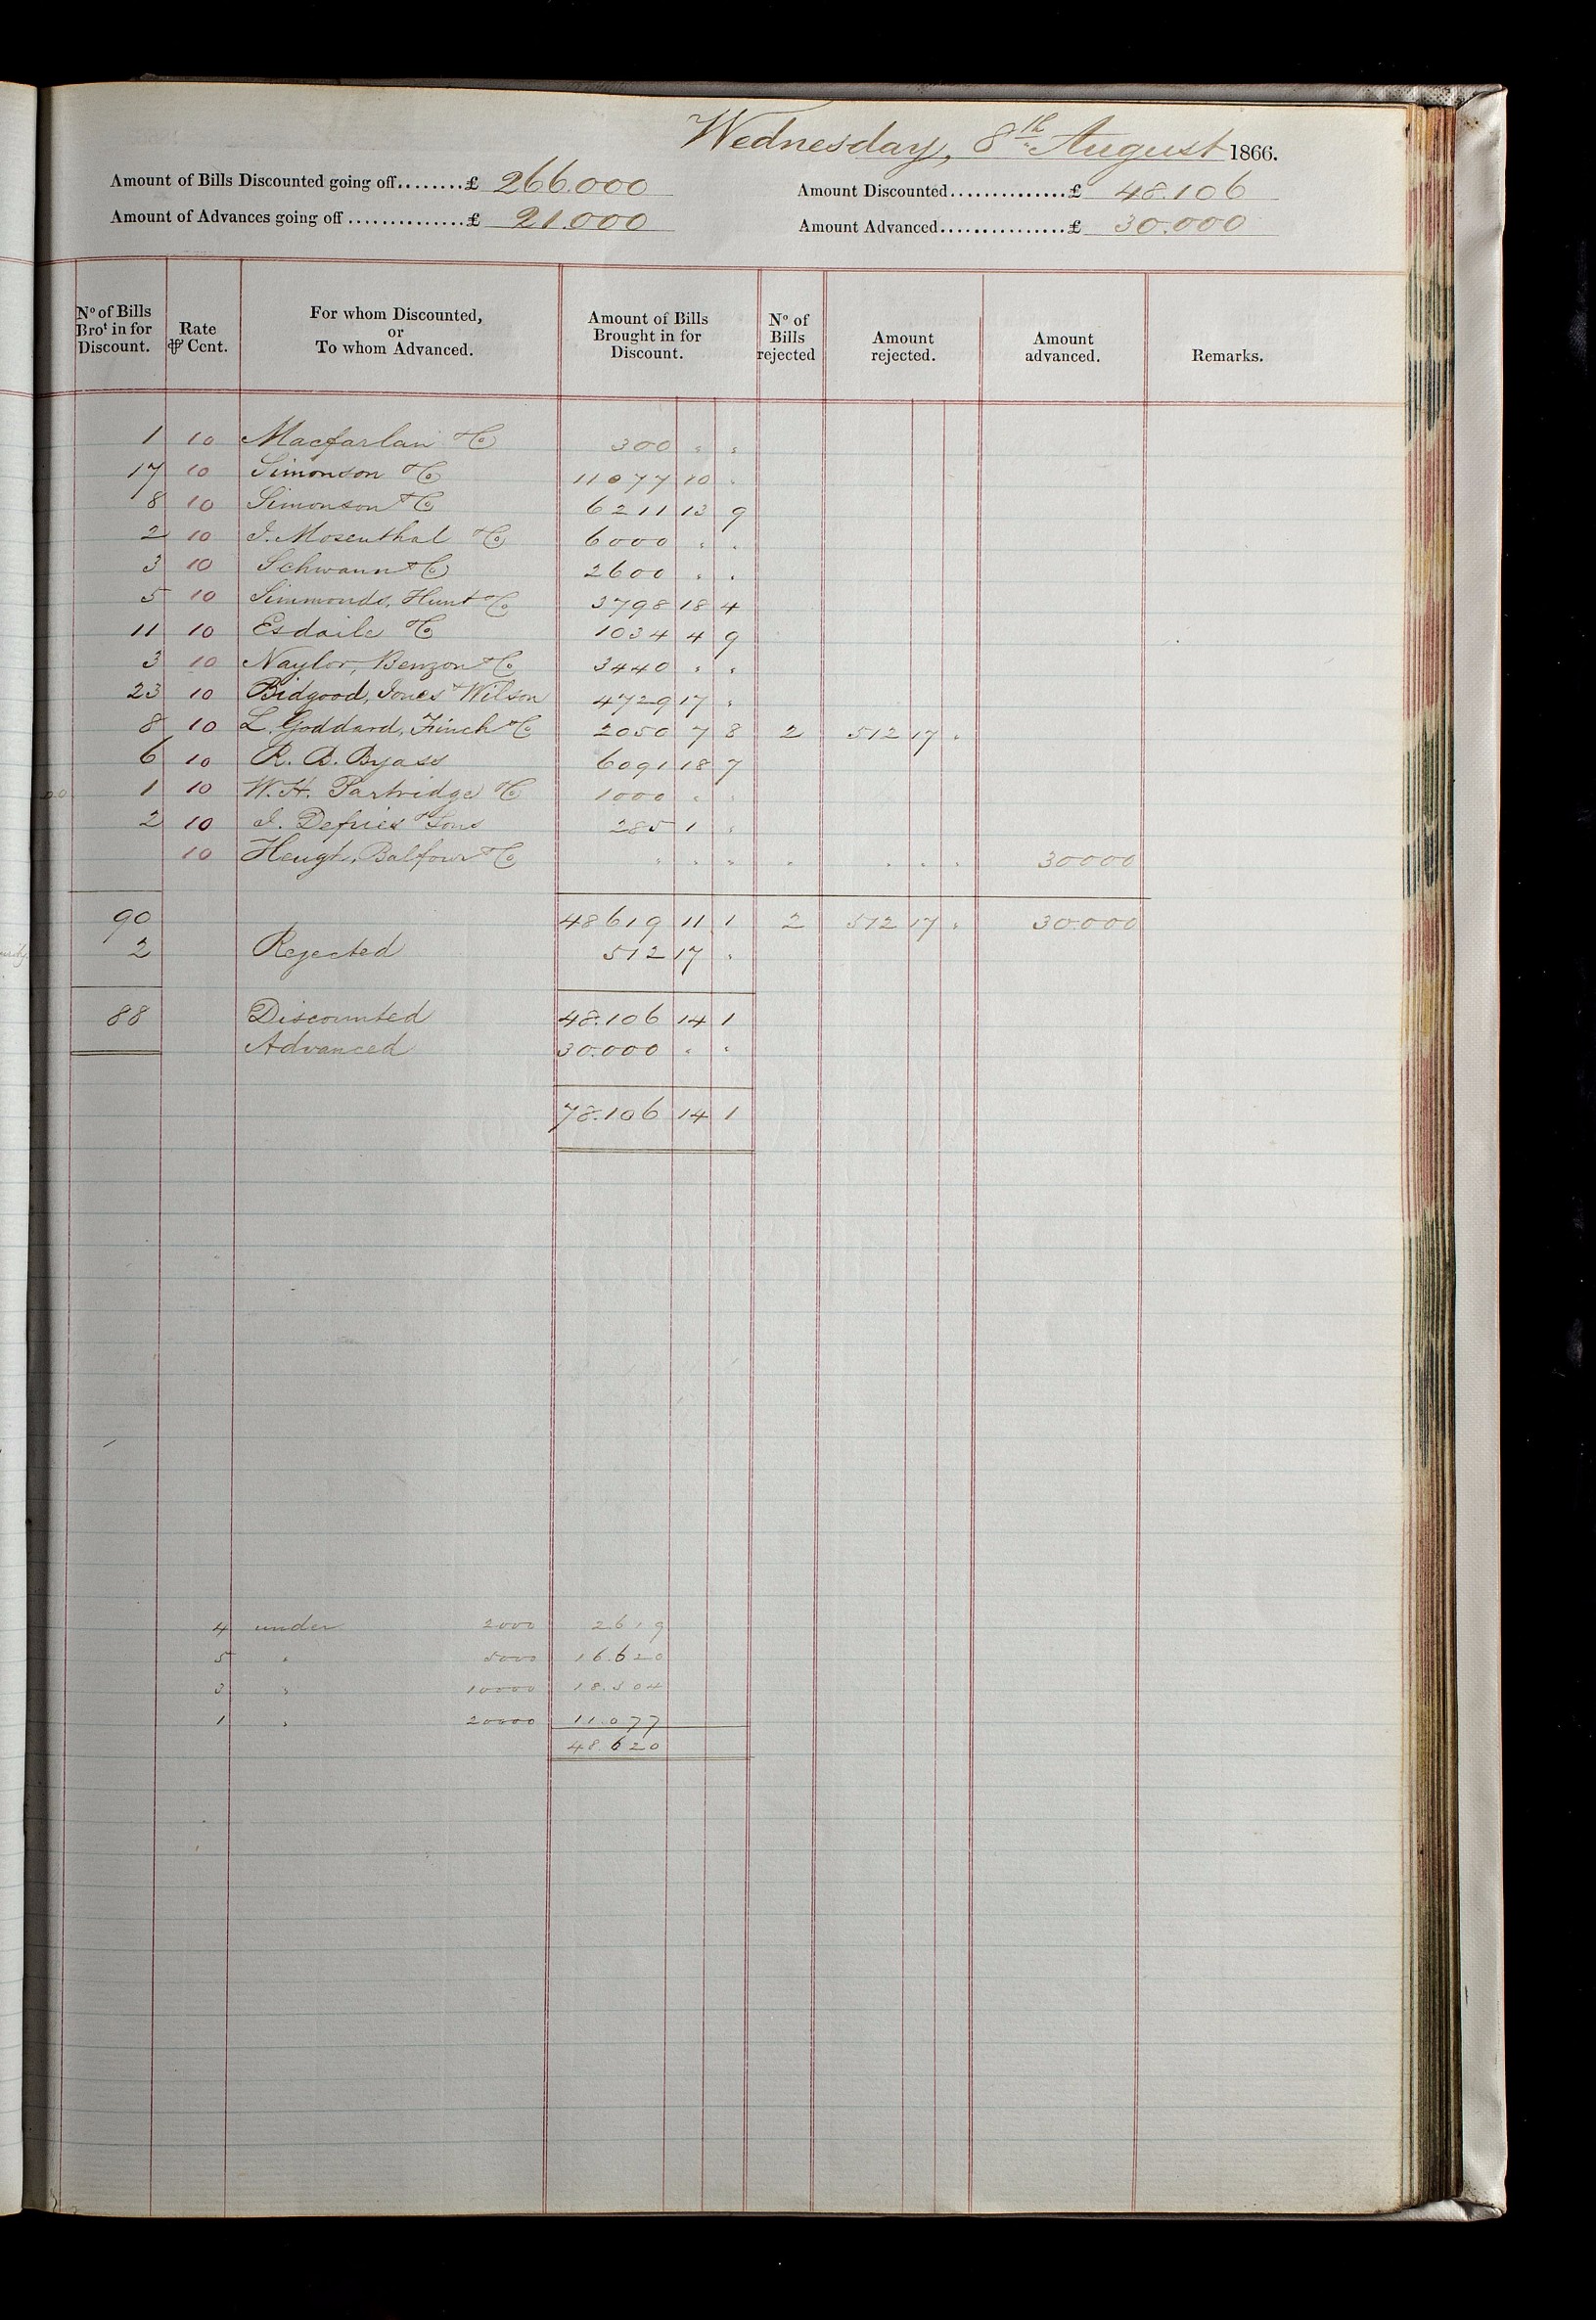 Wednesday, 8th August 1866.
Amount of Bills Discounted going off........£ 266.000
Amount Discounted..............£ 48.106
Amount of Advances going off..............£ 21.000
Amount Advanced...............£ 30.000
No of Bills Brot in for Discount. Rate ⅌ Cent. For whom Discounted, or To whom Advanced. Amount of Bills Brought in for Discount. No of Bills rejected Amount rejected. Amount advanced. Remarks.
1 10 Macfarlan & Co 300 " "
17 10 Simonson & Co 11077 10 "
8 10 Simonson & Co 6211 13 9
2 10 J. Mosenthal & Co 6000 " "
3 10 Schwann & Co 2600 " "
5 10 Simmonds, Hunt & Co 3798 18 4
11 10 Esdaile & Co 1034 4 9
3 10 Naylor, Benzon & Co 3440 " "
23 10 Bidgood, Jones & Wilson 4729 17 "
8 10 L. Goddard, Finch & Co 2050 7 8 2 512 17 "
6 10 R. B. Byass 6091 18 7
1 10 W. H. Partridge & Co 1000 " "
2 10 J. Defries & Sons 285 1 "
10 Heugh, Balfour & Co " " " " " " " 30000
90 48619 11 1 2 512 17 " 30.000
2 Rejected 512 17 "
88 Discounted 48.106 14 1
Advanced 30.000 " "
78.106 14 1
4 under 2000 2619
5 " 5000 16.620
3 " 10000 18.304
1 " 20000 11.077
48.620